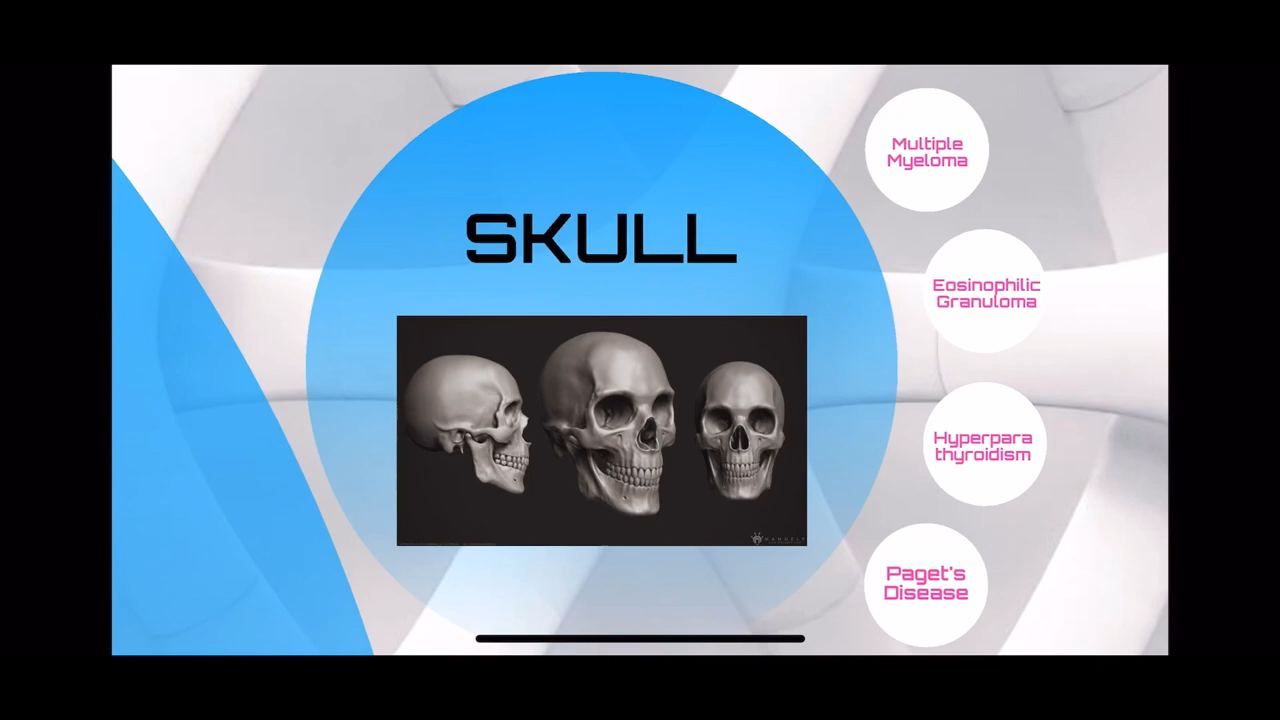 SKULL
Multiple
Myeloma
Eosinophilic
Granuloma
Hyperpara
thyroidism
Paget's
Disease